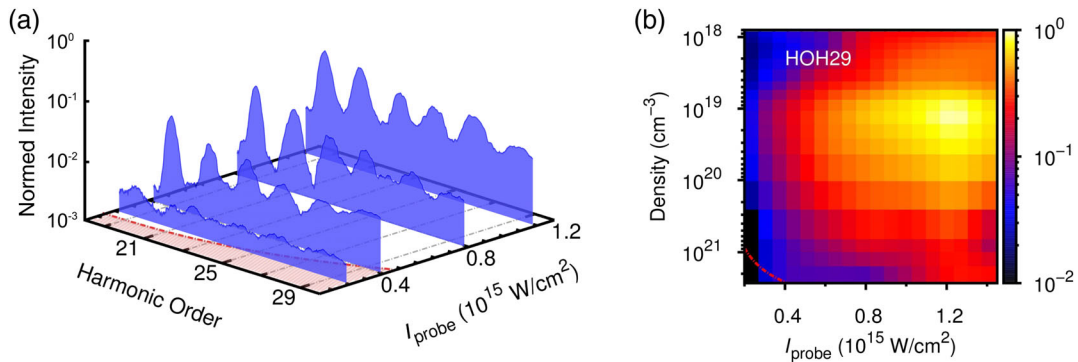 (a)
10⁰
10⁻¹
10⁻²
10⁻³
Normed Intensity
21
25
29
Harmonic Order
0.4
0.8
1.2
I_probe (10¹⁵ W/cm²)
(b)
HOH29
10¹⁸
10¹⁹
10²⁰
10²¹
Density (cm⁻³)
0.4
0.8
1.2
I_probe (10¹⁵ W/cm²)
10⁰
10⁻¹
10⁻²